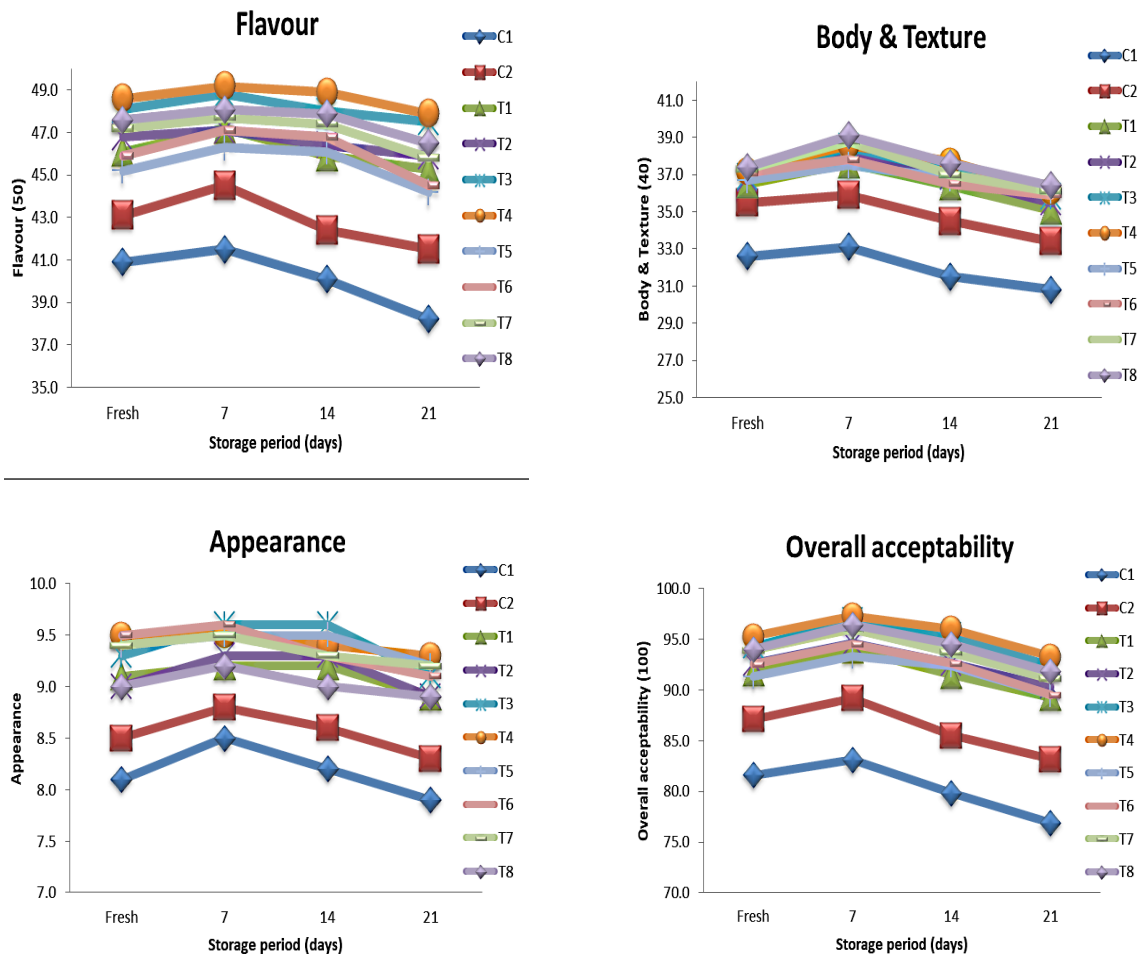 Flavour
Flavour (50)
49.0
47.0
45.0
43.0
41.0
39.0
37.0
35.0
Fresh 7 14 21
Storage period (days)
C1
C2
T1
T2
T3
T4
T5
T6
T7
T8
Body & Texture
Body & Texture (40)
41.0
39.0
37.0
35.0
33.0
31.0
29.0
27.0
25.0
Fresh 7 14 21
Storage period (days)
C1
C2
T1
T2
T3
T4
T5
T6
T7
T8
Appearance
Appearance
10.0
9.5
9.0
8.5
8.0
7.5
7.0
Fresh 7 14 21
Storage period (days)
C1
C2
T1
T2
T3
T4
T5
T6
T7
T8
Overall acceptability
Overall acceptability (100)
100.0
95.0
90.0
85.0
80.0
75.0
70.0
Fresh 7 14 21
Storage period (days)
C1
C2
T1
T2
T3
T4
T5
T6
T7
T8